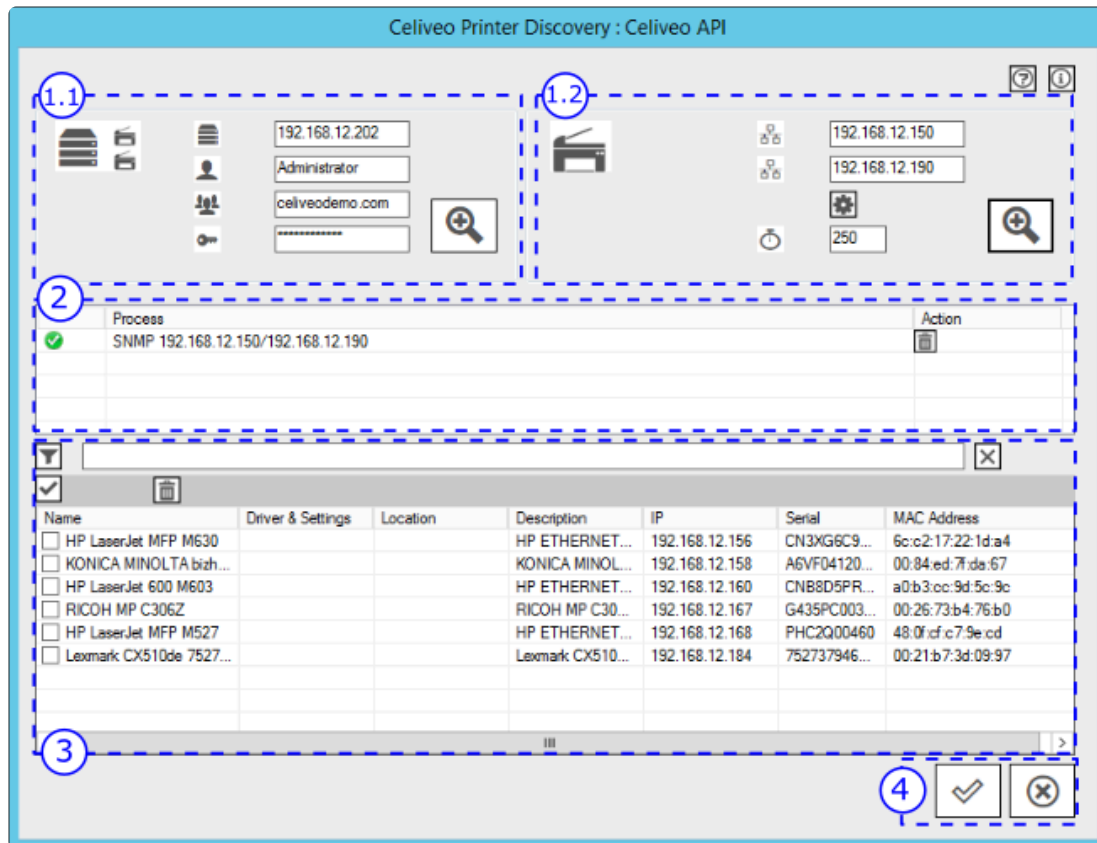 Celiveo Printer Discovery : Celiveo API
1.1
1.2
192.168.12.202
192.168.12.150
Administrator
192.168.12.190
celiveodemo.com
************
250
2
Process Action
SNMP 192.168.12.150/192.168.12.190
Name Driver & Settings Location Description IP Serial MAC Address
HP LaserJet MFP M630 HP ETHERNET... 192.168.12.156 CN3XG6C9... 6c:c2:17:22:1d:a4
KONICA MINOLTA bizh... KONICA MINOL... 192.168.12.158 A6VF04120... 00:84:ed:7f:da:67
HP LaserJet 600 M603 HP ETHERNET... 192.168.12.160 CNB8D5PR... a0:b3:cc:9d:5c:9c
RICOH MP C306Z RICOH MP C30... 192.168.12.167 G435PC003... 00:26:73:b4:76:b0
HP LaserJet MFP M527 HP ETHERNET... 192.168.12.168 PHC2Q00460 48:0f:cf:c7:9e:cd
Lexmark CX510de 7527... Lexmark CX510... 192.168.12.184 752737946... 00:21:b7:3d:09:97
3
4